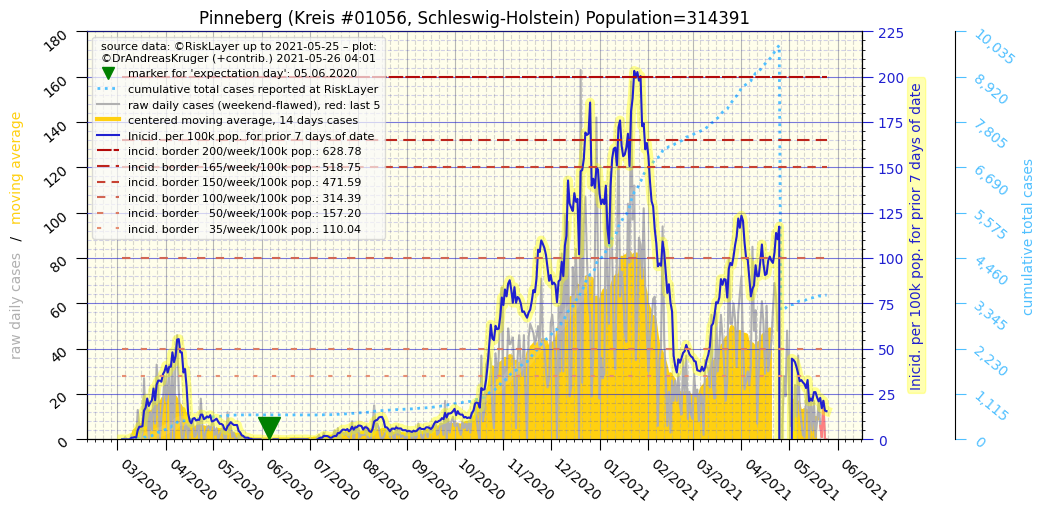 Pinneberg (Kreis #01056, Schleswig-Holstein) Population=314391
source data: ©RiskLayer up to 2021-05-25 – plot:
©DrAndreasKruger (+contrib.) 2021-05-26 04:01
marker for 'expectation day': 05.06.2020
cumulative total cases reported at RiskLayer
raw daily cases (weekend-flawed), red: last 5
centered moving average, 14 days cases
Inicid. per 100k pop. for prior 7 days of date
incid. border 200/week/100k pop.: 628.78
incid. border 165/week/100k pop.: 518.75
incid. border 150/week/100k pop.: 471.59
incid. border 100/week/100k pop.: 314.39
incid. border 50/week/100k pop.: 157.20
incid. border 35/week/100k pop.: 110.04
raw daily cases / moving average
180
160
140
120
100
80
60
40
20
0
03/2020
04/2020
05/2020
06/2020
07/2020
08/2020
09/2020
10/2020
11/2020
12/2020
01/2021
02/2021
03/2021
04/2021
05/2021
06/2021
225
200
175
150
125
100
75
50
25
0
Inicid. per 100k pop. for prior 7 days of date
10,035
8,920
7,805
6,690
5,575
4,460
3,345
2,230
1,115
0
cumulative total cases